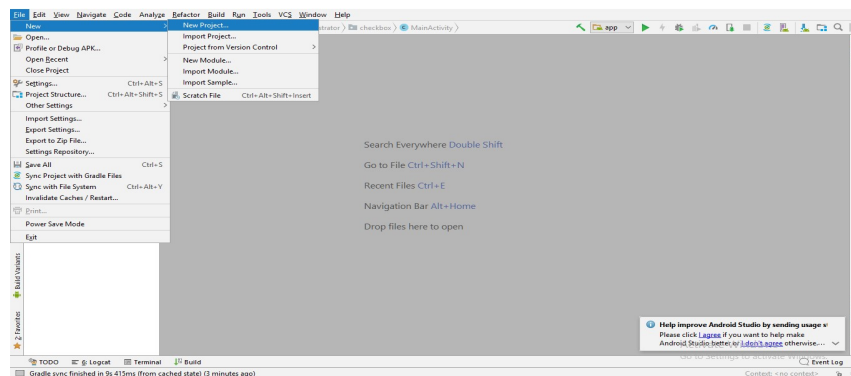 File Edit View Navigate Code Analyze Refactor Build Run Tools VCS Window Help
strator checkbox MainActivity
app
New
Open...
Profile or Debug APK...
Open Recent
Close Project
Settings... Ctrl+Alt+S
Project Structure... Ctrl+Alt+Shift+S
Other Settings
Import Settings...
Export Settings...
Export to Zip File...
Settings Repository...
Save All Ctrl+S
Sync Project with Gradle Files
Sync with File System Ctrl+Alt+Y
Invalidate Caches / Restart...
Print...
Power Save Mode
Exit
New Project...
Import Project...
Project from Version Control
New Module...
Import Module...
Import Sample...
Scratch File Ctrl+Alt+Shift+Insert
Search Everywhere Double Shift
Go to File Ctrl+Shift+N
Recent Files Ctrl+E
Navigation Bar Alt+Home
Drop files here to open
Build Variants
2: Favorites
Help improve Android Studio by sending usage s
Please click I agree if you want to help make
Android Studio better or I don't agree otherwise....
Go to Settings to activate Windows.
TODO 6: Logcat Terminal Build Event Log
Gradle sync finished in 9s 415ms (from cached state) (3 minutes ago) Context: <no context>